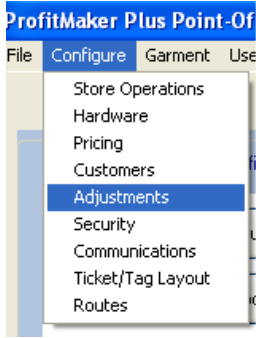 ProfitMaker Plus Point-Of
File Configure Garment Use
Store Operations
Hardware
Pricing
Customers
Adjustments
Security
Communications
Ticket/Tag Layout
Routes